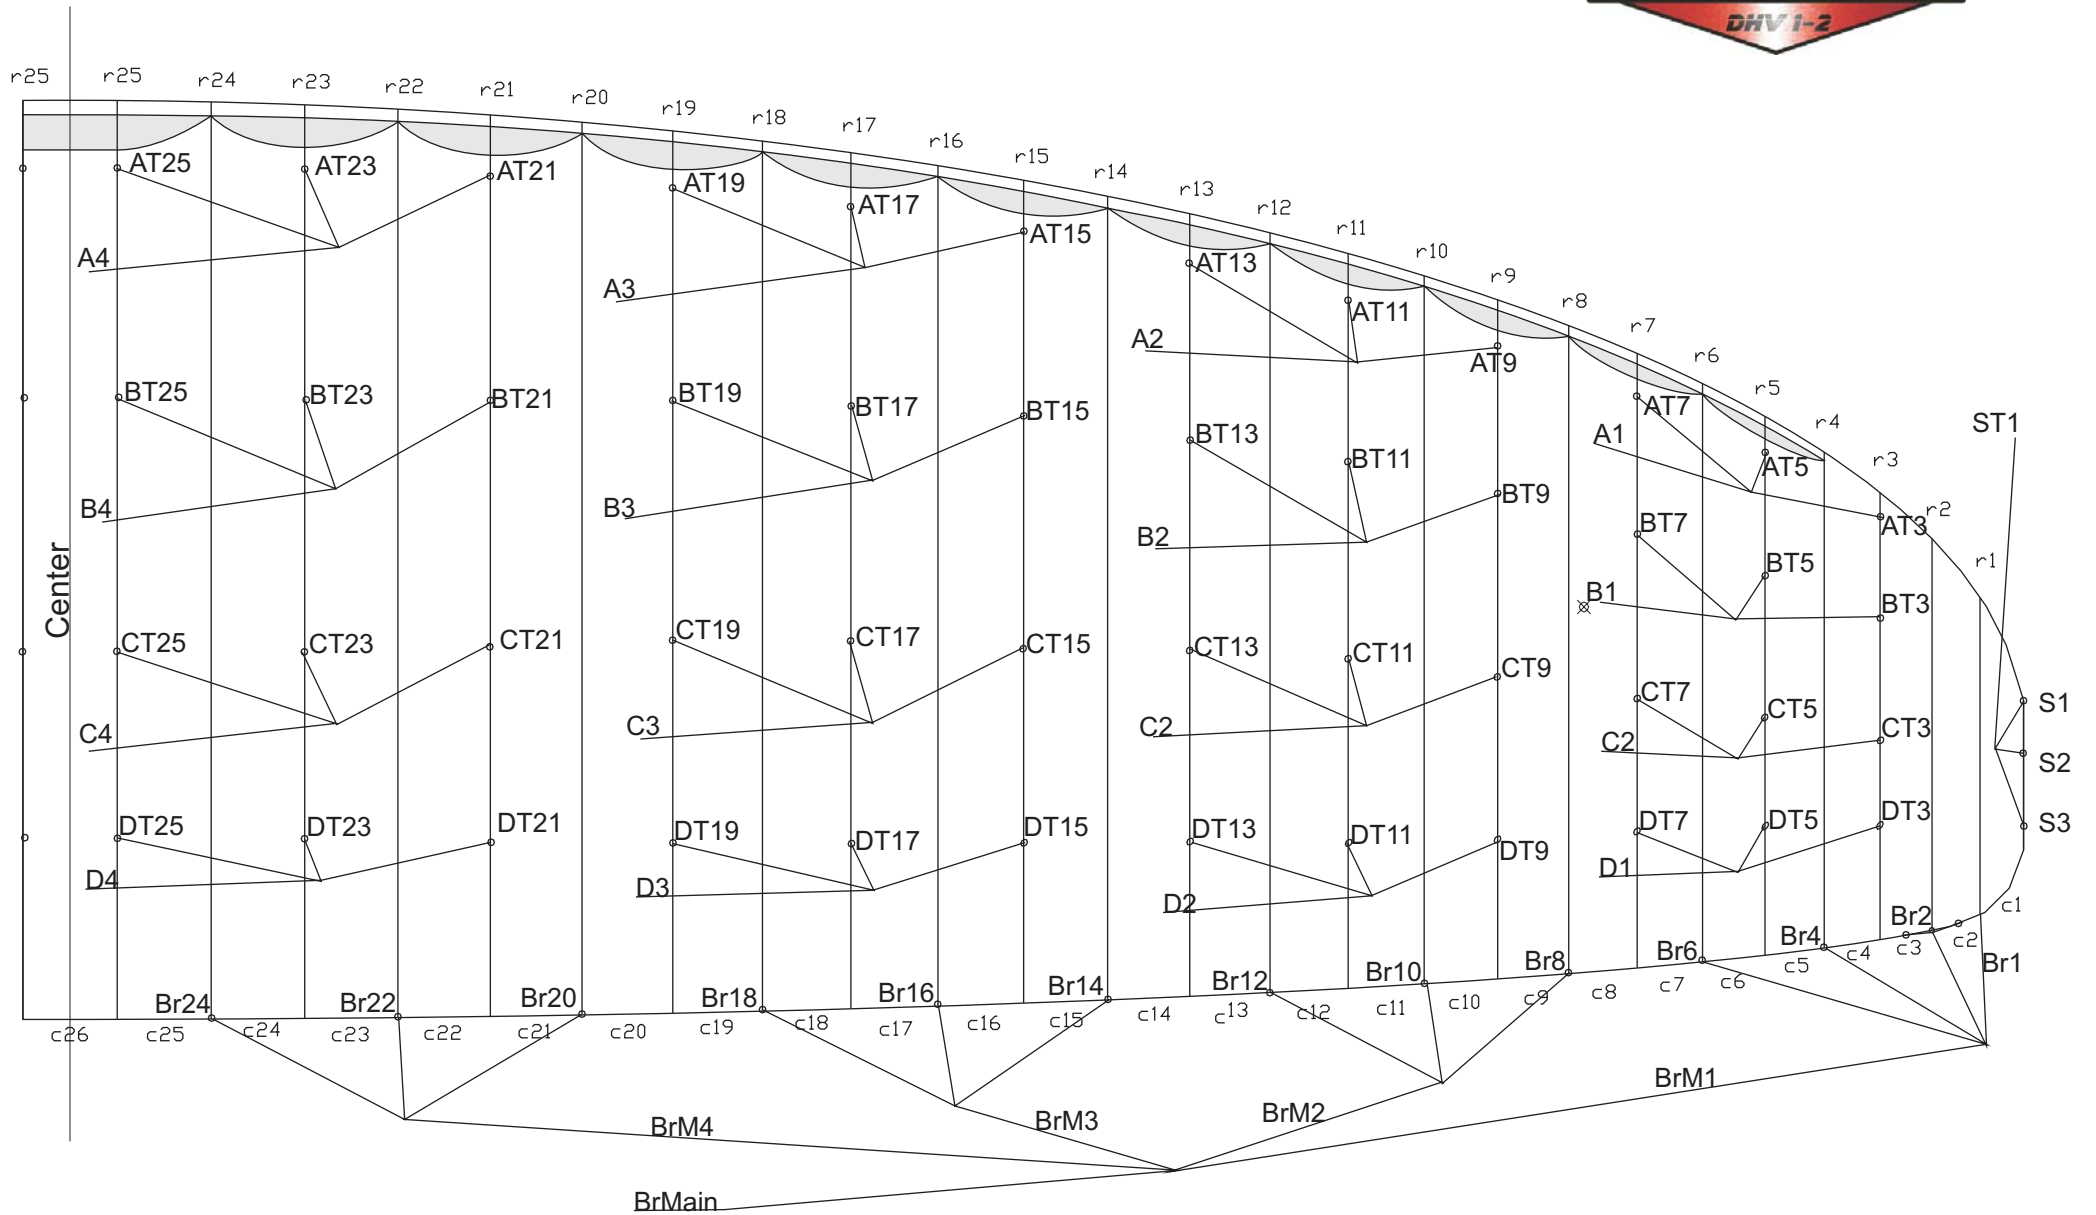 DHV 1-2
r25 r25 r24 r23 r22 r21 r20 r19 r18 r17 r16 r15 r14 r13 r12 r11 r10 r9 r8 r7 r6 r5 r4 r3 r2 r1
AT25 AT23 AT21 AT19 AT17 AT15 AT13 AT11 AT9 AT7 AT5 AT3
A4 A3 A2 A1
ST1
BT25 BT23 BT21 BT19 BT17 BT15 BT13 BT11 BT9 BT7 BT5 BT3
B4 B3 B2 B1
Center
CT25 CT23 CT21 CT19 CT17 CT15 CT13 CT11 CT9 CT7 CT5 CT3
C4 C3 C2 C2
S1
S2
S3
DT25 DT23 DT21 DT19 DT17 DT15 DT13 DT11 DT9 DT7 DT5 DT3
D4 D3 D2 D1
Br24 Br22 Br20 Br18 Br16 Br14 Br12 Br10 Br8 Br6 Br4 Br2 Br1
c26 c25 c24 c23 c22 c21 c20 c19 c18 c17 c16 c15 c14 c13 c12 c11 c10 c9 c8 c7 c6 c5 c4 c3 c2 c1
BrM4 BrM3 BrM2 BrM1
BrMain